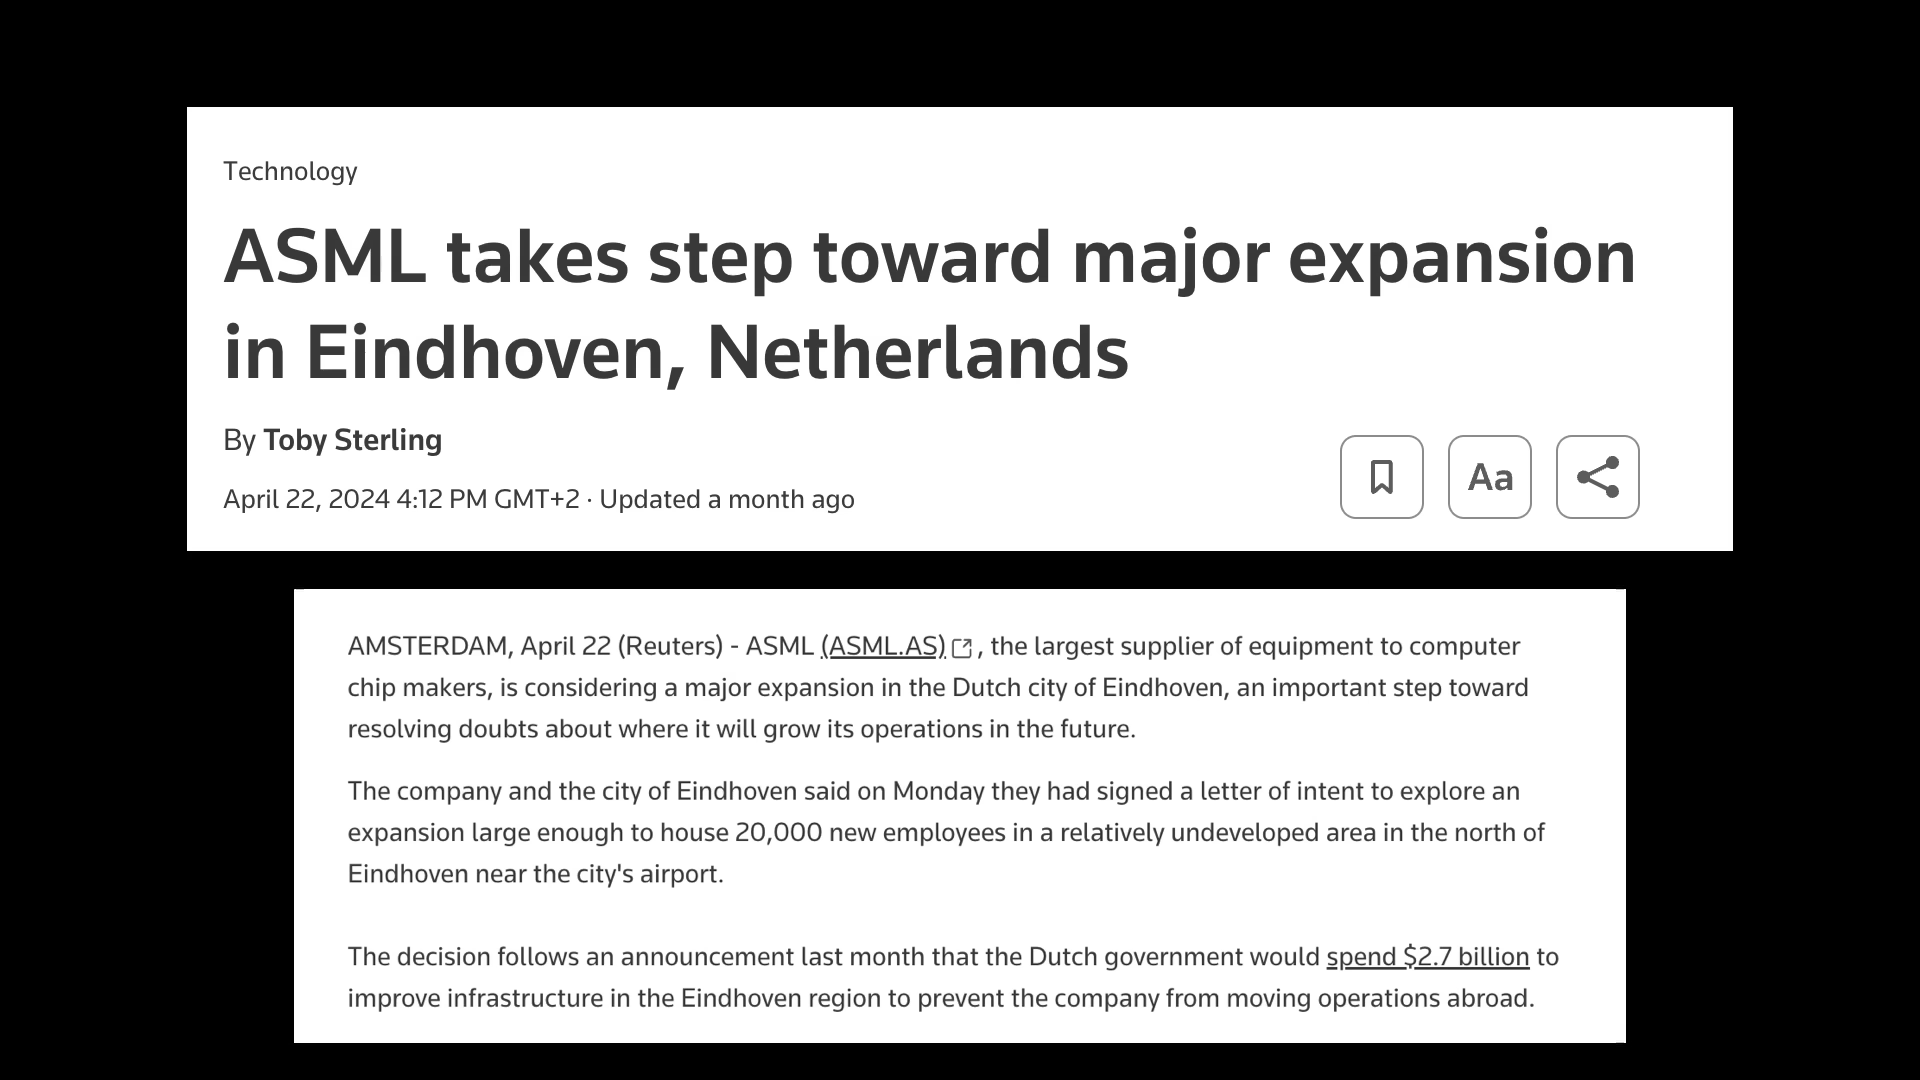 Technology
ASML takes step toward major expansion
in Eindhoven, Netherlands
By Toby Sterling
April 22, 2024 4:12 PM GMT+2 · Updated a month ago
Aa
AMSTERDAM, April 22 (Reuters) - ASML (ASML.AS) , the largest supplier of equipment to computer
chip makers, is considering a major expansion in the Dutch city of Eindhoven, an important step toward
resolving doubts about where it will grow its operations in the future.
The company and the city of Eindhoven said on Monday they had signed a letter of intent to explore an
expansion large enough to house 20,000 new employees in a relatively undeveloped area in the north of
Eindhoven near the city's airport.
The decision follows an announcement last month that the Dutch government would spend $2.7 billion to
improve infrastructure in the Eindhoven region to prevent the company from moving operations abroad.